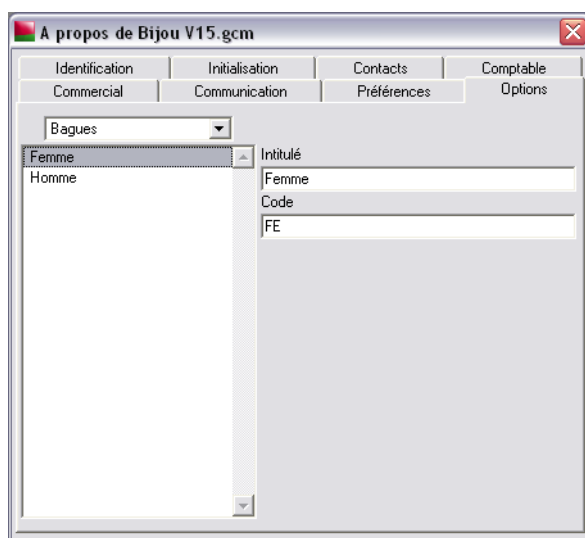 A propos de Bijou V15.gcm
Identification Initialisation Contacts Comptable
Commercial Communication Préférences Options
Bagues
Femme
Homme
Intitulé
Femme
Code
FE